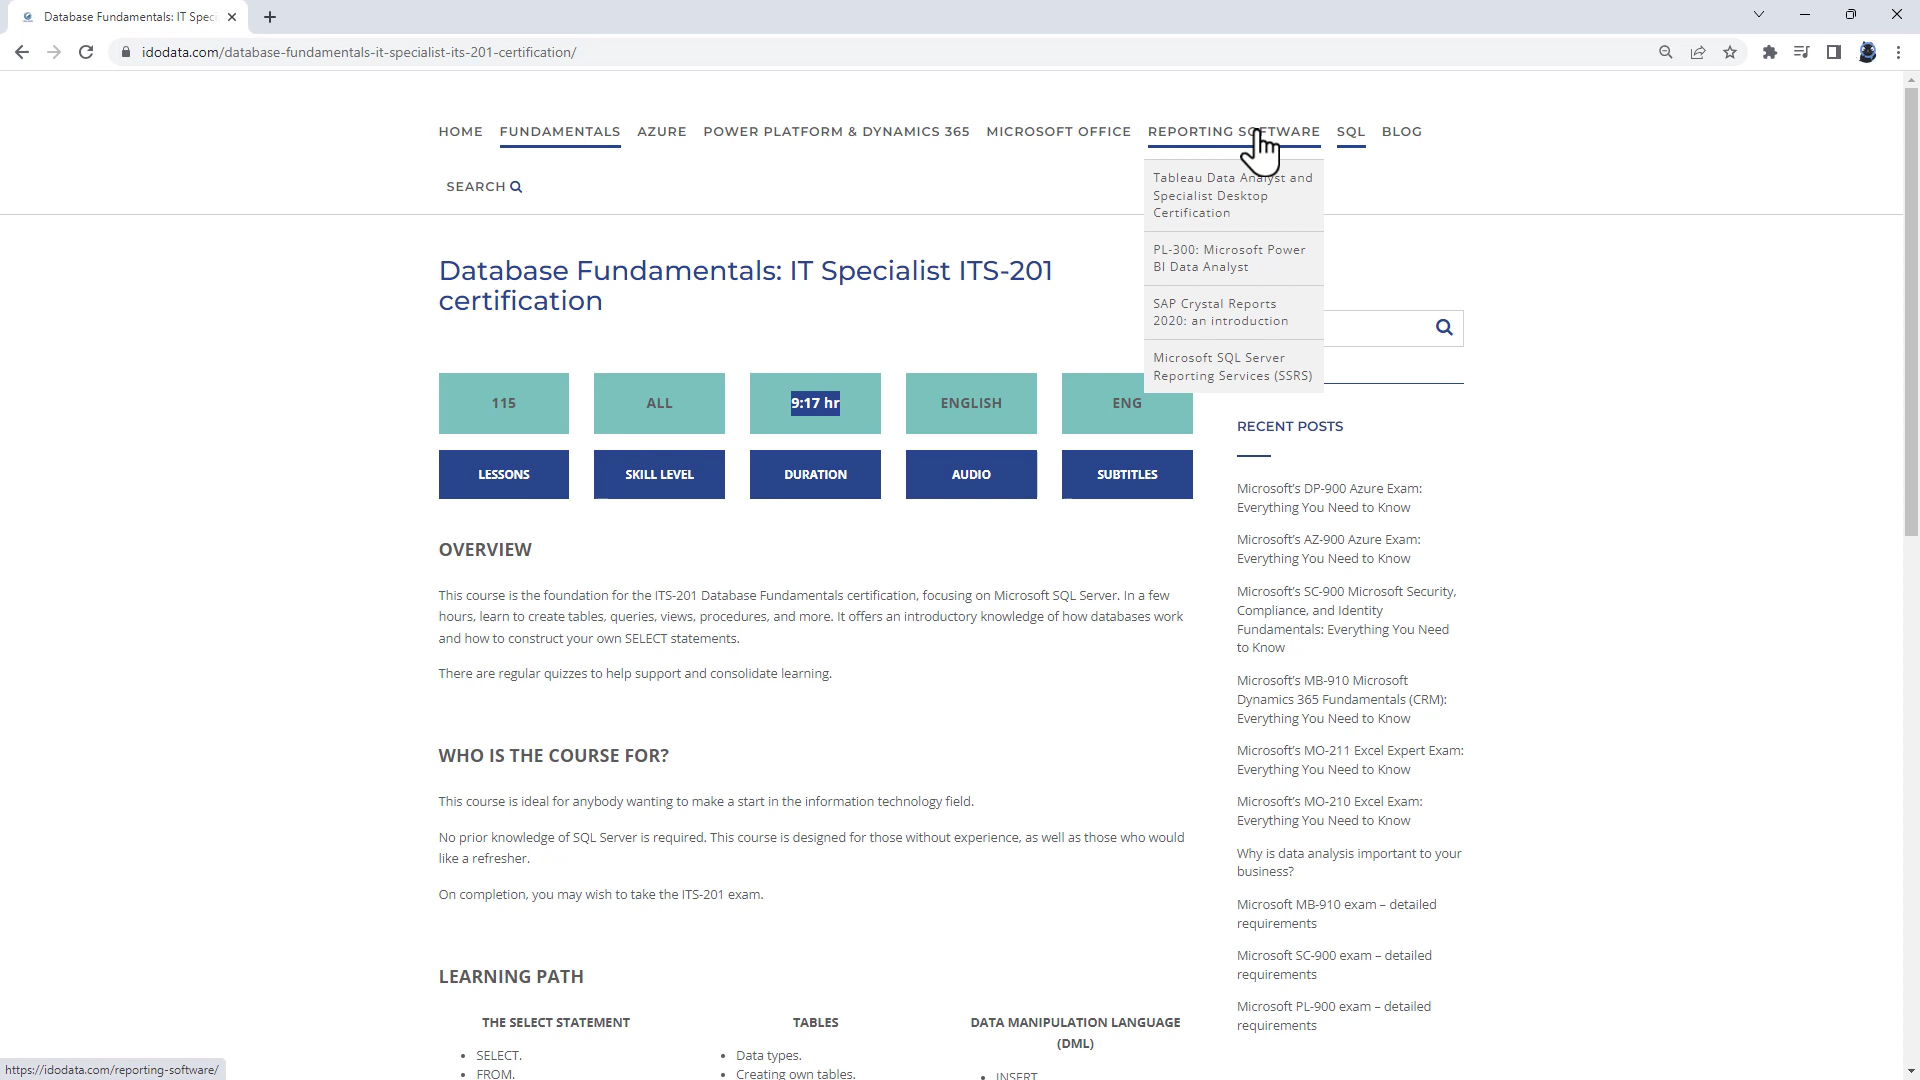 Database Fundamentals: IT Speci
idodata.com/database-fundamentals-it-specialist-its-201-certification/
HOME FUNDAMENTALS AZURE POWER PLATFORM & DYNAMICS 365 MICROSOFT OFFICE REPORTING SOFTWARE SQL BLOG
SEARCH
Tableau Data Analyst and
Specialist Desktop
Certification
PL-300: Microsoft Power
BI Data Analyst
SAP Crystal Reports
2020: an introduction
Microsoft SQL Server
Reporting Services (SSRS)
Database Fundamentals: IT Specialist ITS-201
certification
115 ALL 9:17 hr ENGLISH ENG
LESSONS SKILL LEVEL DURATION AUDIO SUBTITLES
OVERVIEW
This course is the foundation for the ITS-201 Database Fundamentals certification, focusing on Microsoft SQL Server. In a few
hours, learn to create tables, queries, views, procedures, and more. It offers an introductory knowledge of how databases work
and how to construct your own SELECT statements.
There are regular quizzes to help support and consolidate learning.
WHO IS THE COURSE FOR?
This course is ideal for anybody wanting to make a start in the information technology field.
No prior knowledge of SQL Server is required. This course is designed for those without experience, as well as those who would
like a refresher.
On completion, you may wish to take the ITS-201 exam.
LEARNING PATH
THE SELECT STATEMENT
• SELECT.
• FROM.
TABLES
• Data types.
• Creating own tables.
DATA MANIPULATION LANGUAGE
(DML)
• INSERT
RECENT POSTS
Microsoft's DP-900 Azure Exam:
Everything You Need to Know
Microsoft's AZ-900 Azure Exam:
Everything You Need to Know
Microsoft's SC-900 Microsoft Security,
Compliance, and Identity
Fundamentals: Everything You Need
to Know
Microsoft's MB-910 Microsoft
Dynamics 365 Fundamentals (CRM):
Everything You Need to Know
Microsoft's MO-211 Excel Expert Exam:
Everything You Need to Know
Microsoft's MO-210 Excel Exam:
Everything You Need to Know
Why is data analysis important to your
business?
Microsoft MB-910 exam – detailed
requirements
Microsoft SC-900 exam – detailed
requirements
Microsoft PL-900 exam – detailed
requirements
https://idodata.com/reporting-software/